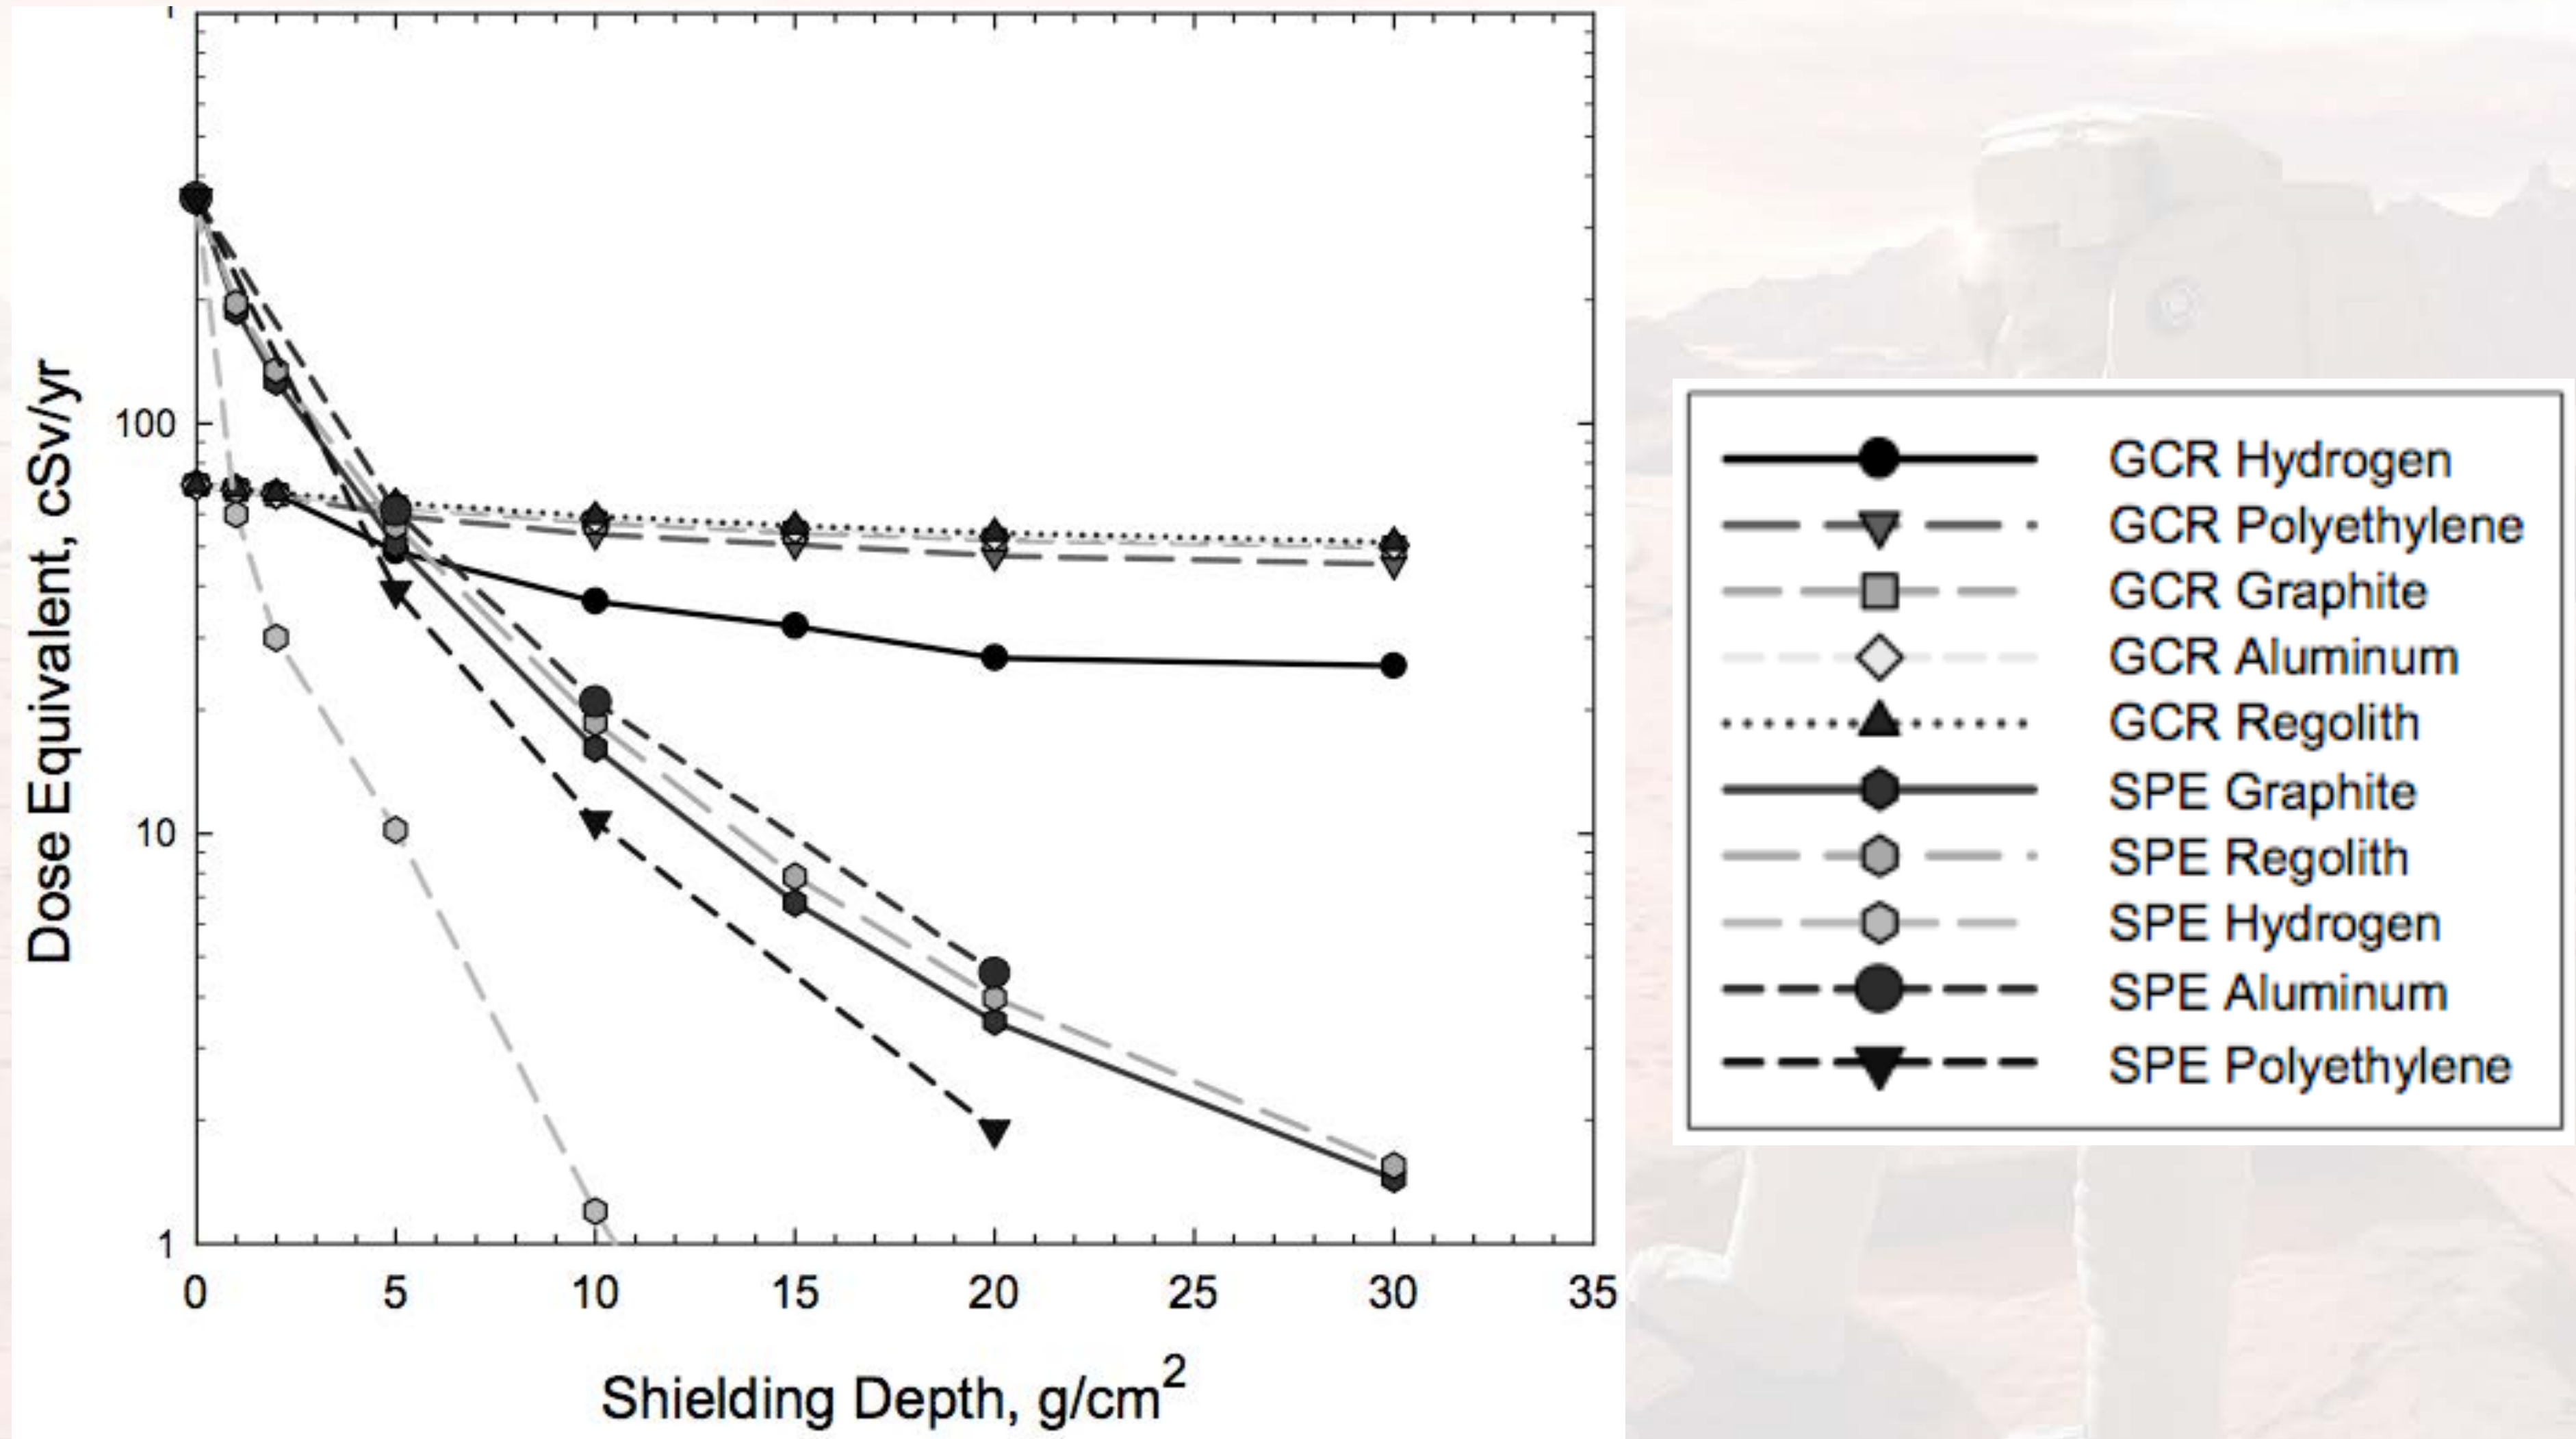 1
100
10
1
Dose Equivalent, cSv/yr
0 5 10 15 20 25 30 35
Shielding Depth, g/cm²
GCR Hydrogen
GCR Polyethylene
GCR Graphite
GCR Aluminum
GCR Regolith
SPE Graphite
SPE Regolith
SPE Hydrogen
SPE Aluminum
SPE Polyethylene